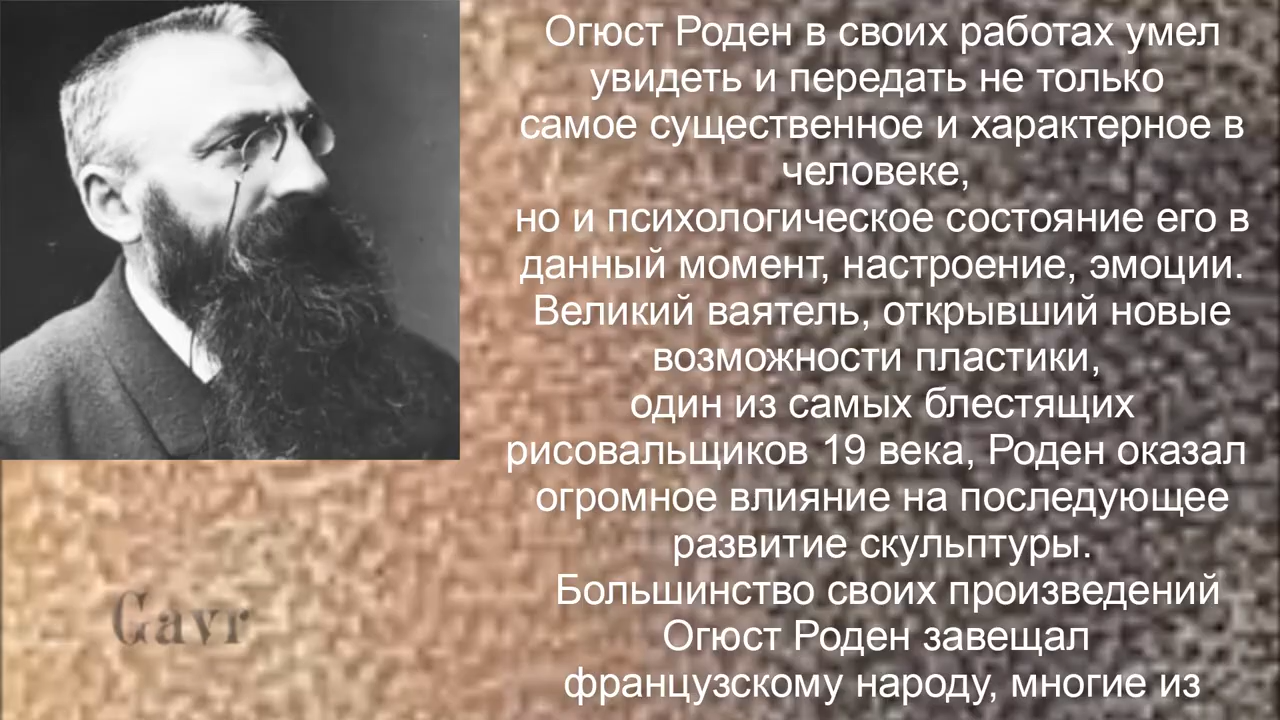 Огюст Роден в своих работах умел
увидеть и передать не только
самое существенное и характерное в
человеке,
но и психологическое состояние его в
данный момент, настроение, эмоции.
Великий ваятель, открывший новые
возможности пластики,
один из самых блестящих
рисовальщиков 19 века, Роден оказал
огромное влияние на последующее
развитие скульптуры.
Большинство своих произведений
Огюст Роден завещал
французскому народу, многие из
Gavr